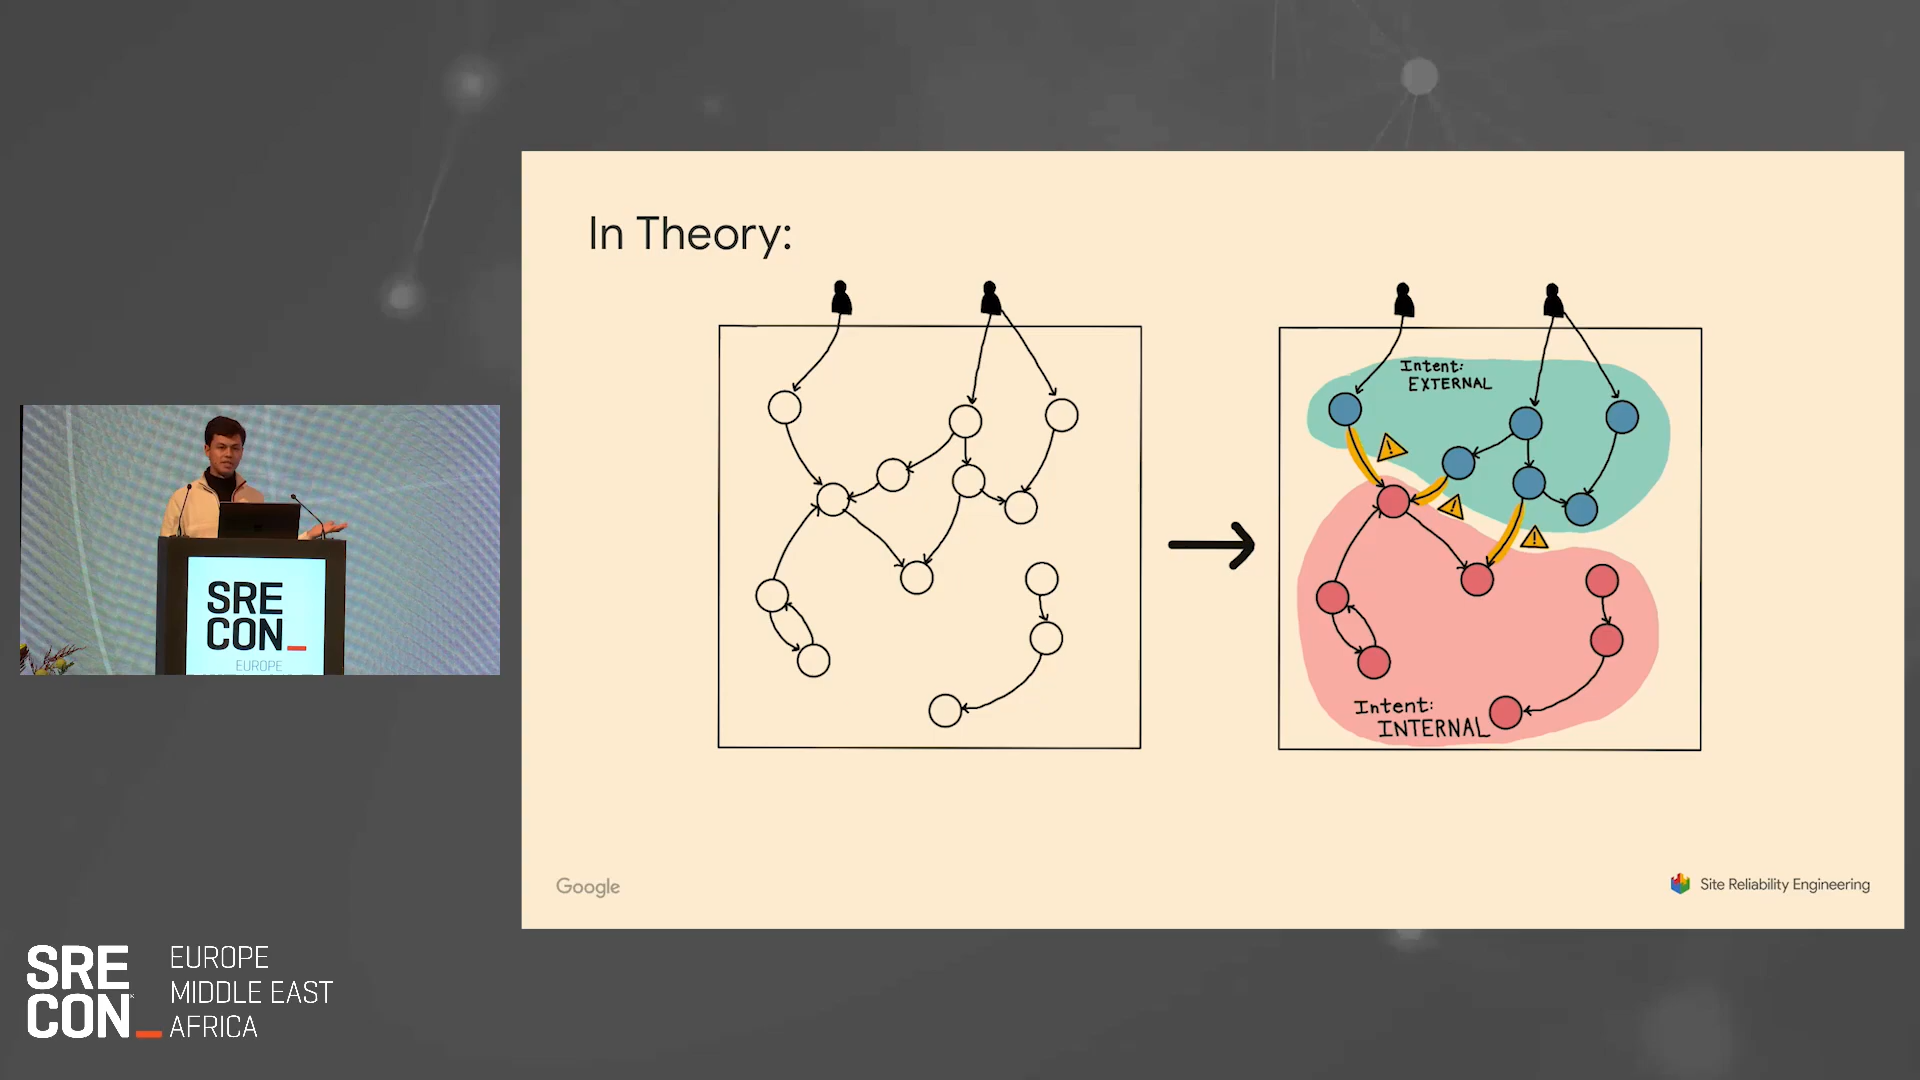 In Theory:
Intent:
EXTERNAL
Intent:
INTERNAL
Google
Site Reliability Engineering
SRE
CON_
EUROPE
SRE
CON_
EUROPE
MIDDLE EAST
AFRICA